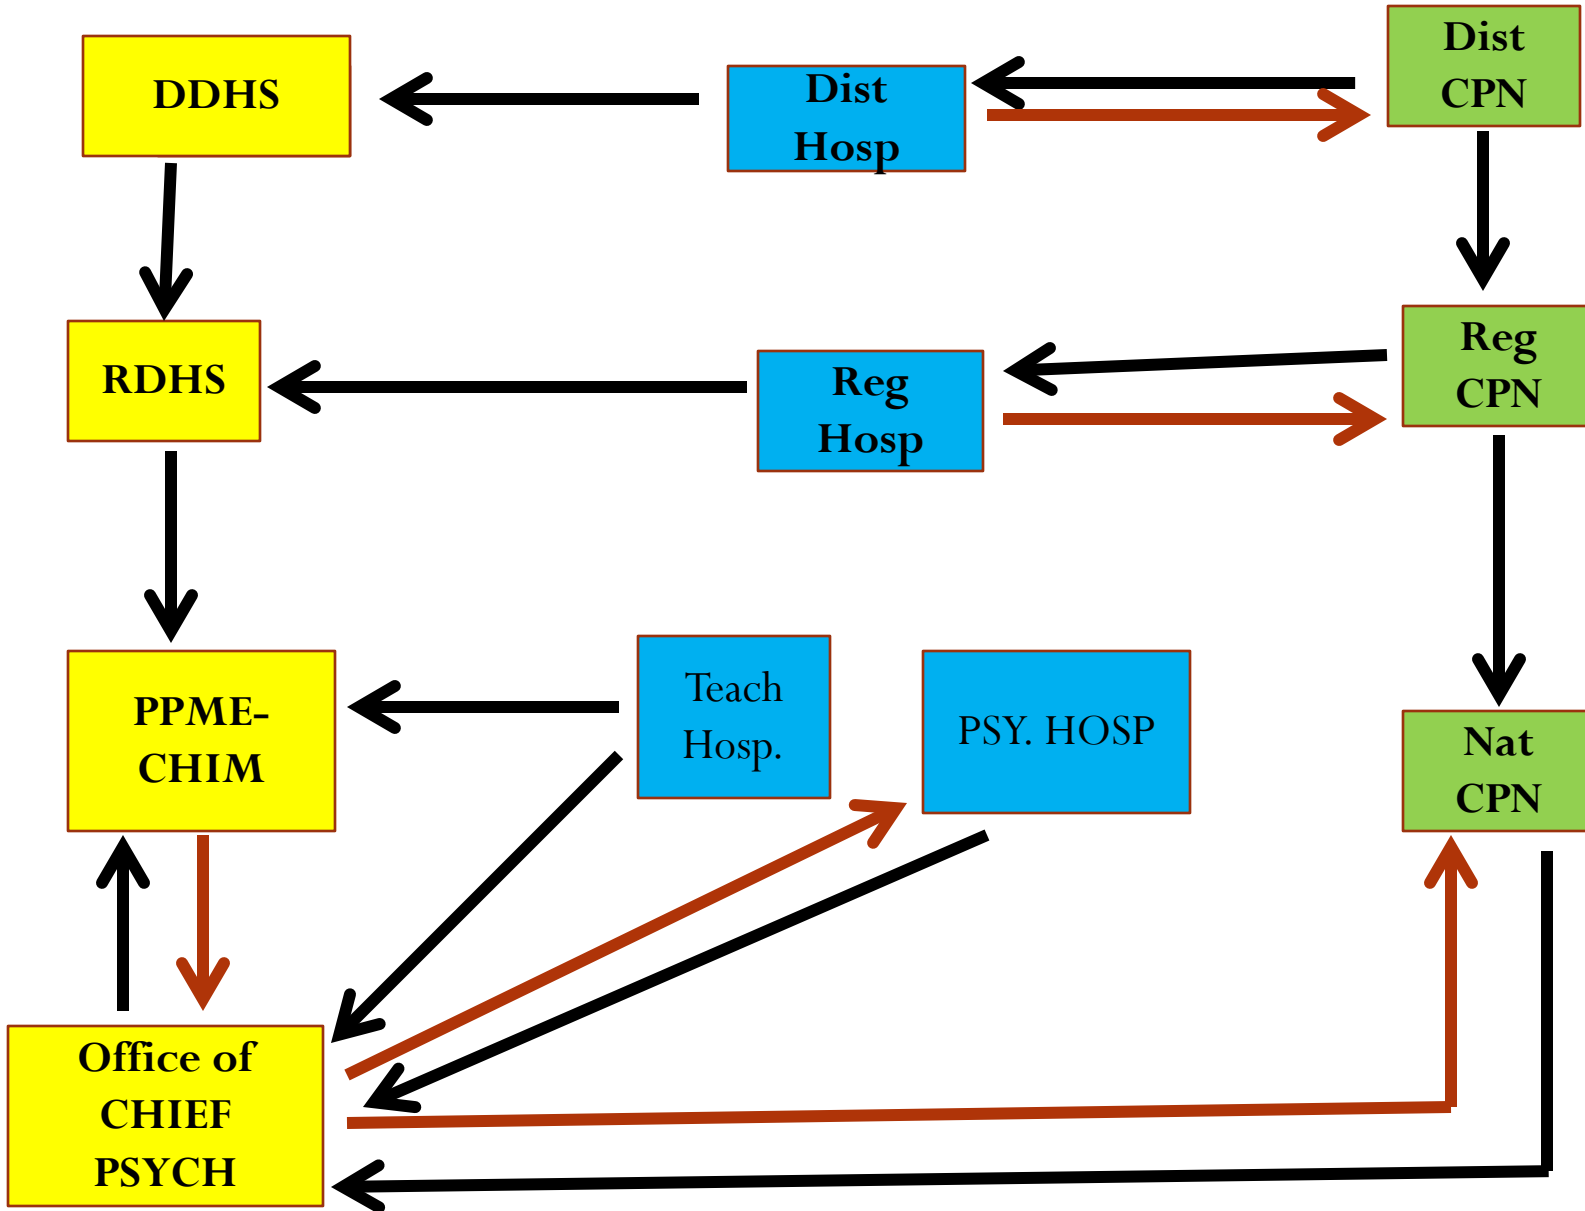 DDHS
Dist
Hosp
Dist
CPN
RDHS
Reg
Hosp
Reg
CPN
PPME-
CHIM
Teach
Hosp.
PSY. HOSP
Nat
CPN
Office of
CHIEF
PSYCH